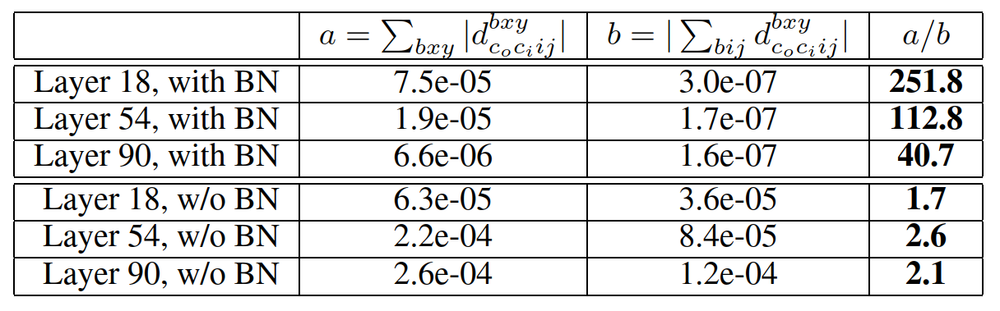 a = ∑_{bxy} |d^{bxy}_{c_o c_i ij}| b = |∑_{bij} d^{bxy}_{c_o c_i ij}| a/b
Layer 18, with BN 7.5e-05 3.0e-07 251.8
Layer 54, with BN 1.9e-05 1.7e-07 112.8
Layer 90, with BN 6.6e-06 1.6e-07 40.7
Layer 18, w/o BN 6.3e-05 3.6e-05 1.7
Layer 54, w/o BN 2.2e-04 8.4e-05 2.6
Layer 90, w/o BN 2.6e-04 1.2e-04 2.1